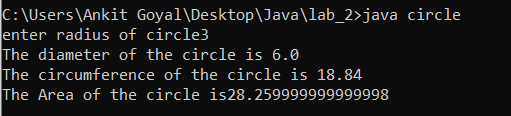 C:\Users\Ankit Goyal\Desktop\Java\lab_2>java circle
enter radius of circle3
The diameter of the circle is 6.0
The circumference of the circle is 18.84
The Area of the circle is28.259999999999998